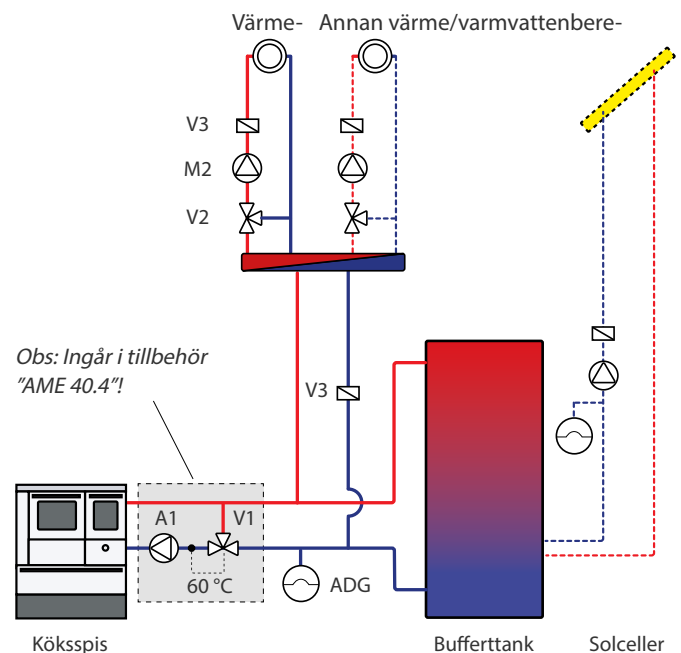 Värme-
Annan värme/varmvattenbere-
V3
M2
V2
Obs: Ingår i tillbehör
"AME 40.4"!
V3
A1
V1
60 °C
ADG
Köksspis
Bufferttank
Solceller